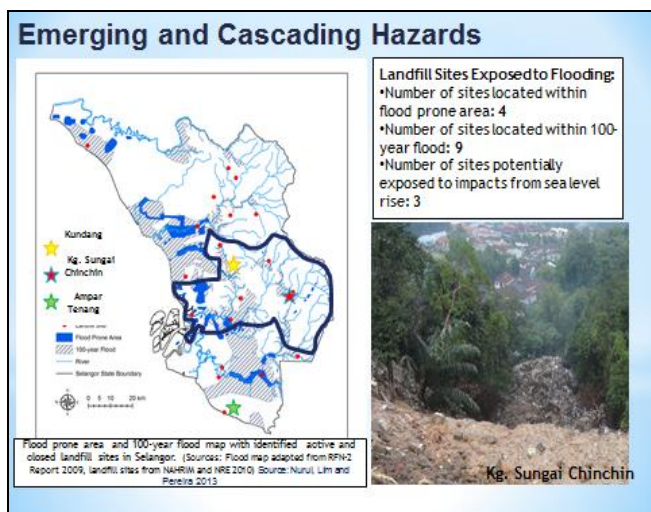 Emerging and Cascading Hazards
Landfill Sites Exposed to Flooding:
•Number of sites located within
flood prone area: 4
•Number of sites located within 100-
year flood: 9
•Number of sites potentially
exposed to impacts from sea level
rise: 3
Kundang
Kg. Sungai
Chinchin
Ampar
Tenang
Flood Prone Area
100-year Flood
River
Selangor State Boundary
0 5 10 20 km
Flood prone area and 100-year flood map with identified active and
closed landfill sites in Selangor. (Sources: Flood map adapted from RFN-2
Report 2009, landfill sites from NAHRIM and NRE 2010) Source: Nurul, Lim and
Pereira 2013
Kg. Sungai Chinchin